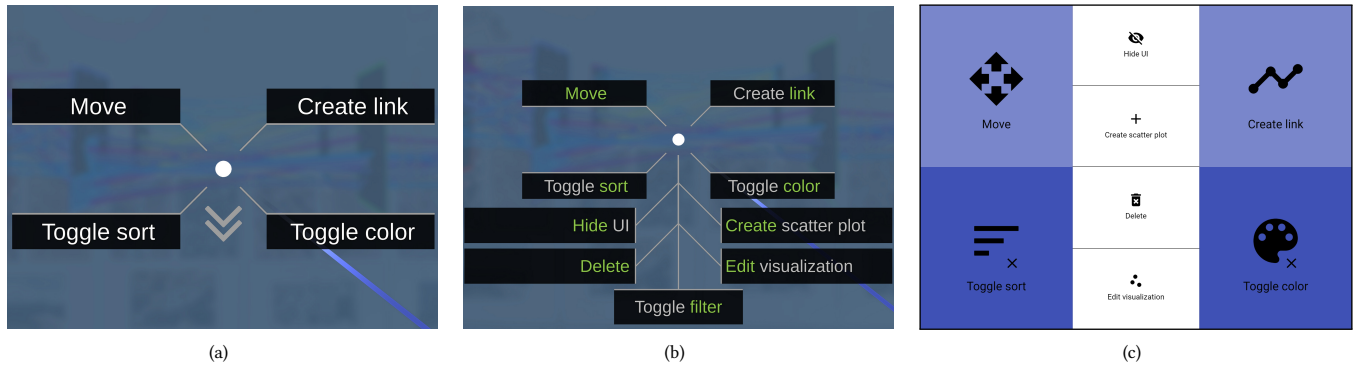 Move
Create link
Toggle sort
Toggle color
(a)
Move
Create link
Toggle sort
Toggle color
Hide UI
Create scatter plot
Delete
Edit visualization
Toggle filter
(b)
Move
Hide UI
Create scatter plot
Create link
Toggle sort
Delete
Edit visualization
Toggle color
(c)